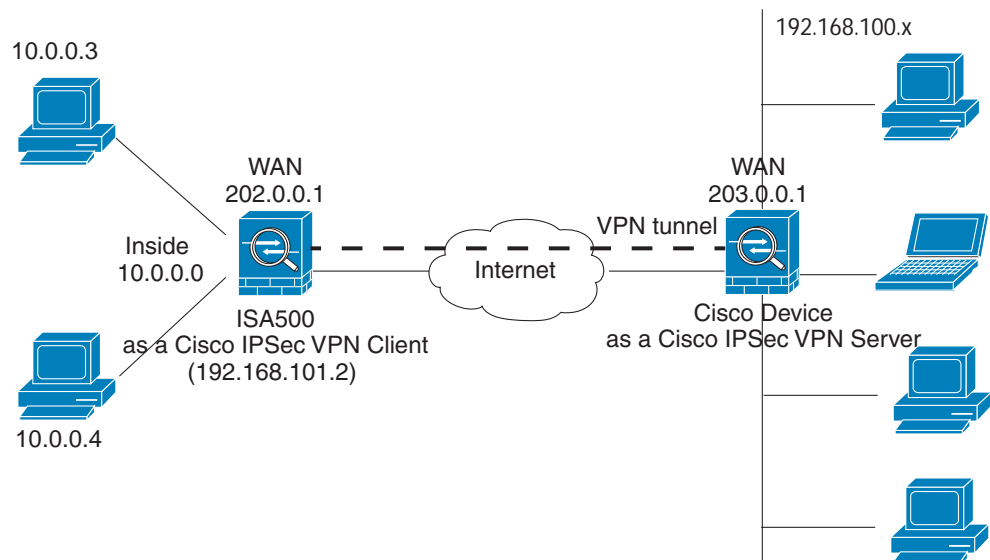 192.168.100.x
10.0.0.3
WAN
202.0.0.1
WAN
203.0.0.1
VPN tunnel
Inside
10.0.0.0
Internet
ISA500
as a Cisco IPSec VPN Client
(192.168.101.2)
Cisco Device
as a Cisco IPSec VPN Server
10.0.0.4